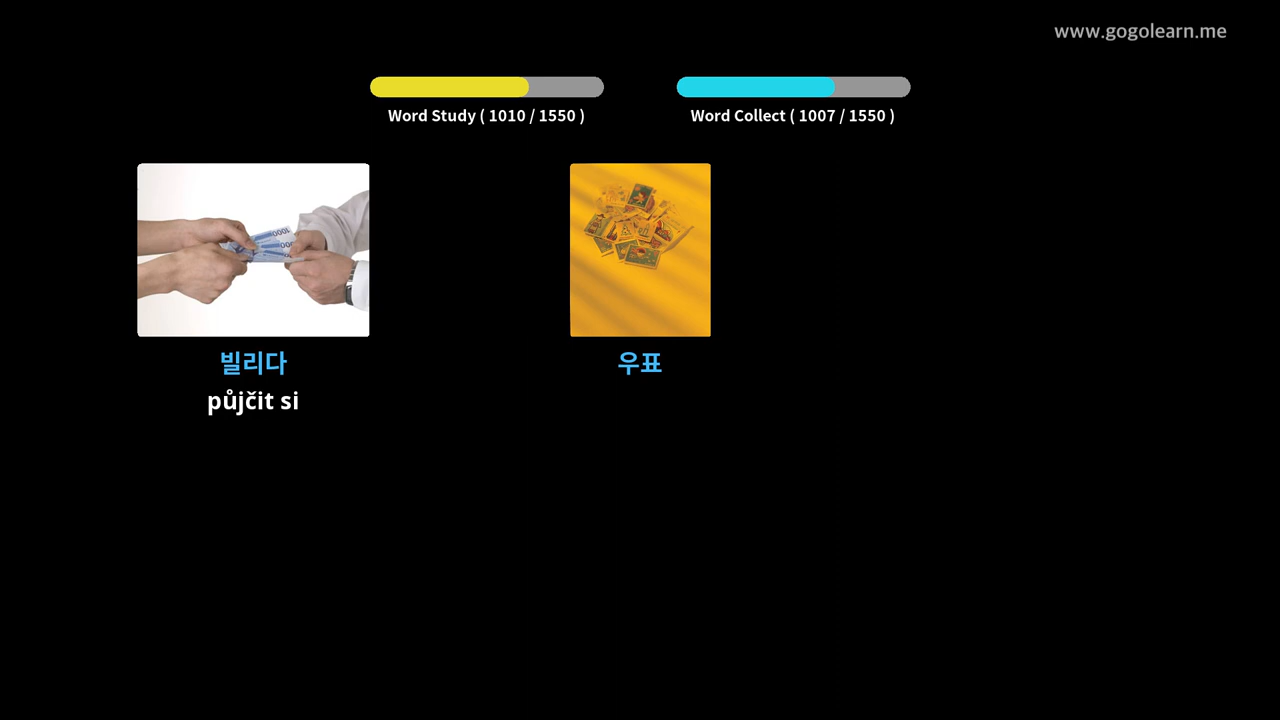 www.gogolearn.me
Word Study ( 1010 / 1550 )
Word Collect ( 1007 / 1550 )
빌리다
půjčit si
우표